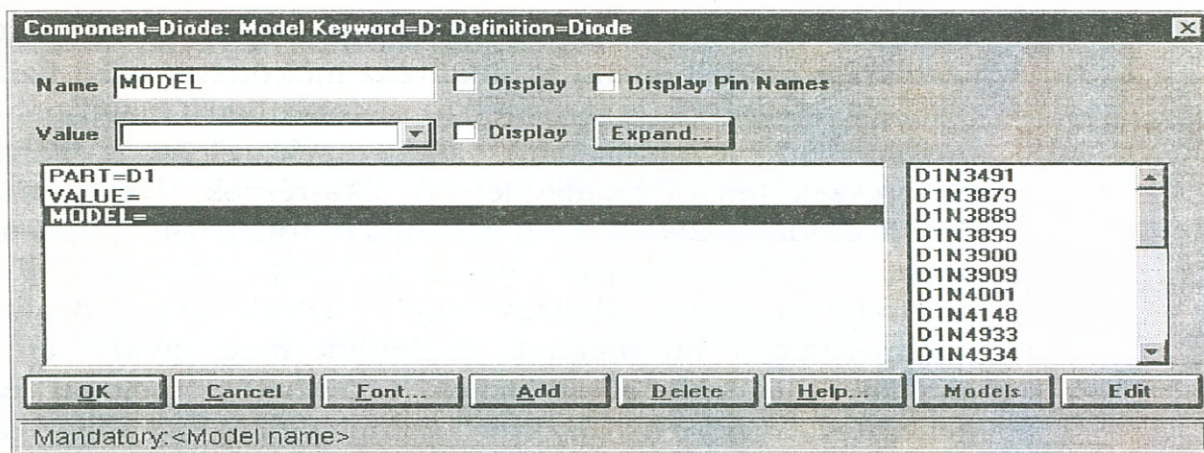 Component=Diode: Model Keyword=D: Definition=Diode
Name MODEL Display Display Pin Names
Value Display Expand...
PART=D1
VALUE=
MODEL=
D1N3491
D1N3879
D1N3889
D1N3899
D1N3900
D1N3909
D1N4001
D1N4148
D1N4933
D1N4934
OK Cancel Font... Add Delete Help... Models Edit
Mandatory:<Model name>